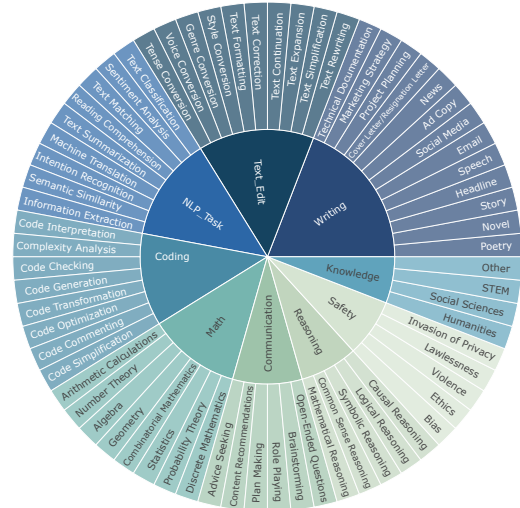 Text_Edit
Tense Conversion
Voice Conversion
Genre Conversion
Style Conversion
Text Formatting
Text Correction
Text Continuation
Text Expansion
Text Simplification
Text Rewriting
Writing
Technical Documentation
Marketing Strategy
Project Planning
Cover Letter/Resignation Letter
News
Ad Copy
Social Media
Email
Speech
Headline
Story
Novel
Poetry
Knowledge
Other
STEM
Social Sciences
Humanities
Safety
Invasion of Privacy
Lawlessness
Violence
Ethics
Bias
Reasoning
Causal Reasoning
Logical Reasoning
Symbolic Reasoning
Common Sense Reasoning
Mathematical Reasoning
Communication
Open-Ended Questions
Brainstorming
Role Playing
Plan Making
Content Recommendations
Advice Seeking
Math
Discrete Mathematics
Probability Theory
Statistics
Combinatorial Mathematics
Geometry
Algebra
Number Theory
Arithmetic Calculations
Coding
Code Simplification
Code Commenting
Code Optimization
Code Transformation
Code Generation
Code Checking
Complexity Analysis
Code Interpretation
NLP_Task
Information Extraction
Semantic Similarity
Intention Recognition
Machine Translation
Text Summarization
Reading Comprehension
Text Matching
Sentiment Analysis
Text Classification